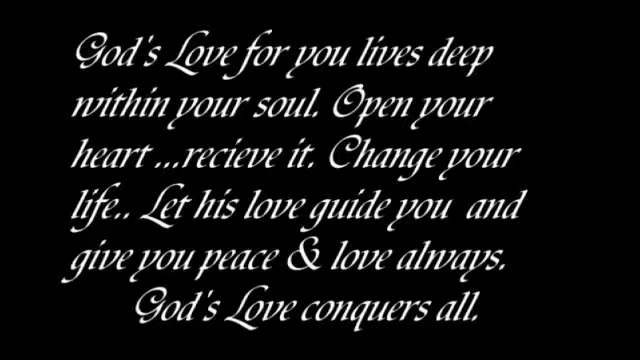 God's Love for you lives deep
within your soul. Open your
heart ...recieve it. Change your
life.. Let his love guide you and
give you peace & love always.
God's Love conquers all.